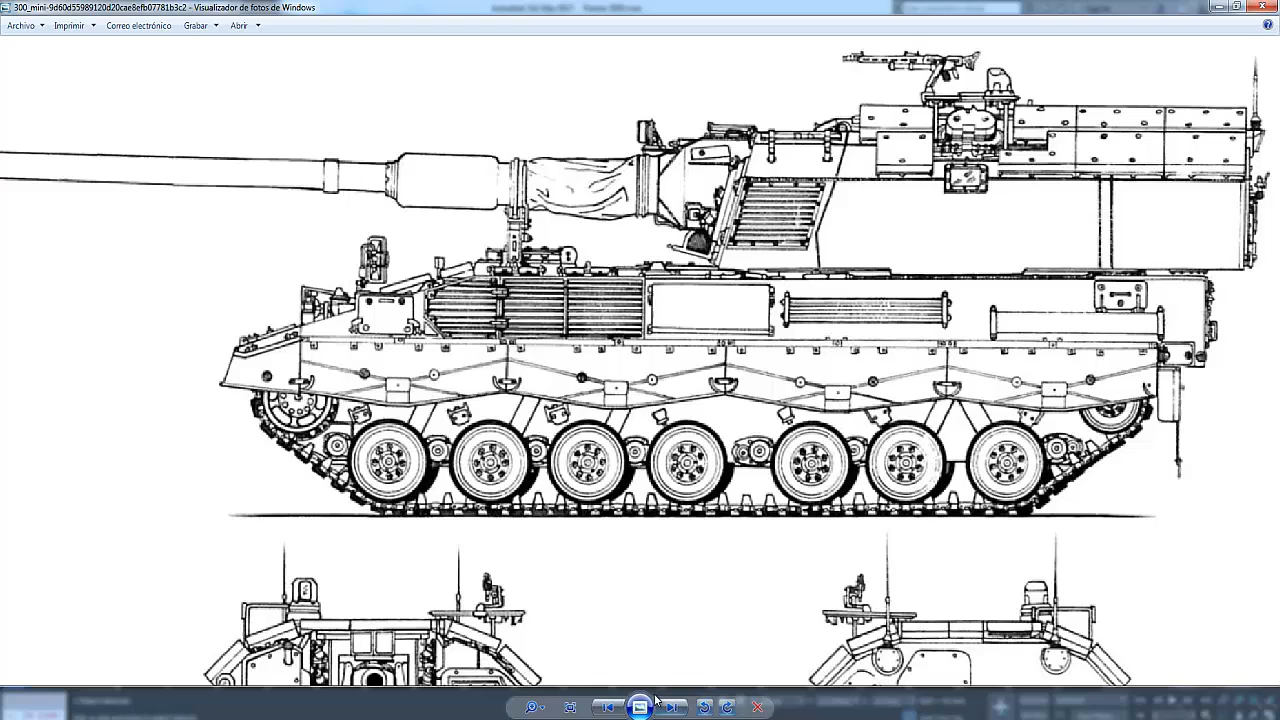 300_mini-9d60d55989120d20cae8efb07781b3c2 - Visualizador de fotos de Windows
Archivo Imprimir Correo electrónico Grabar Abrir